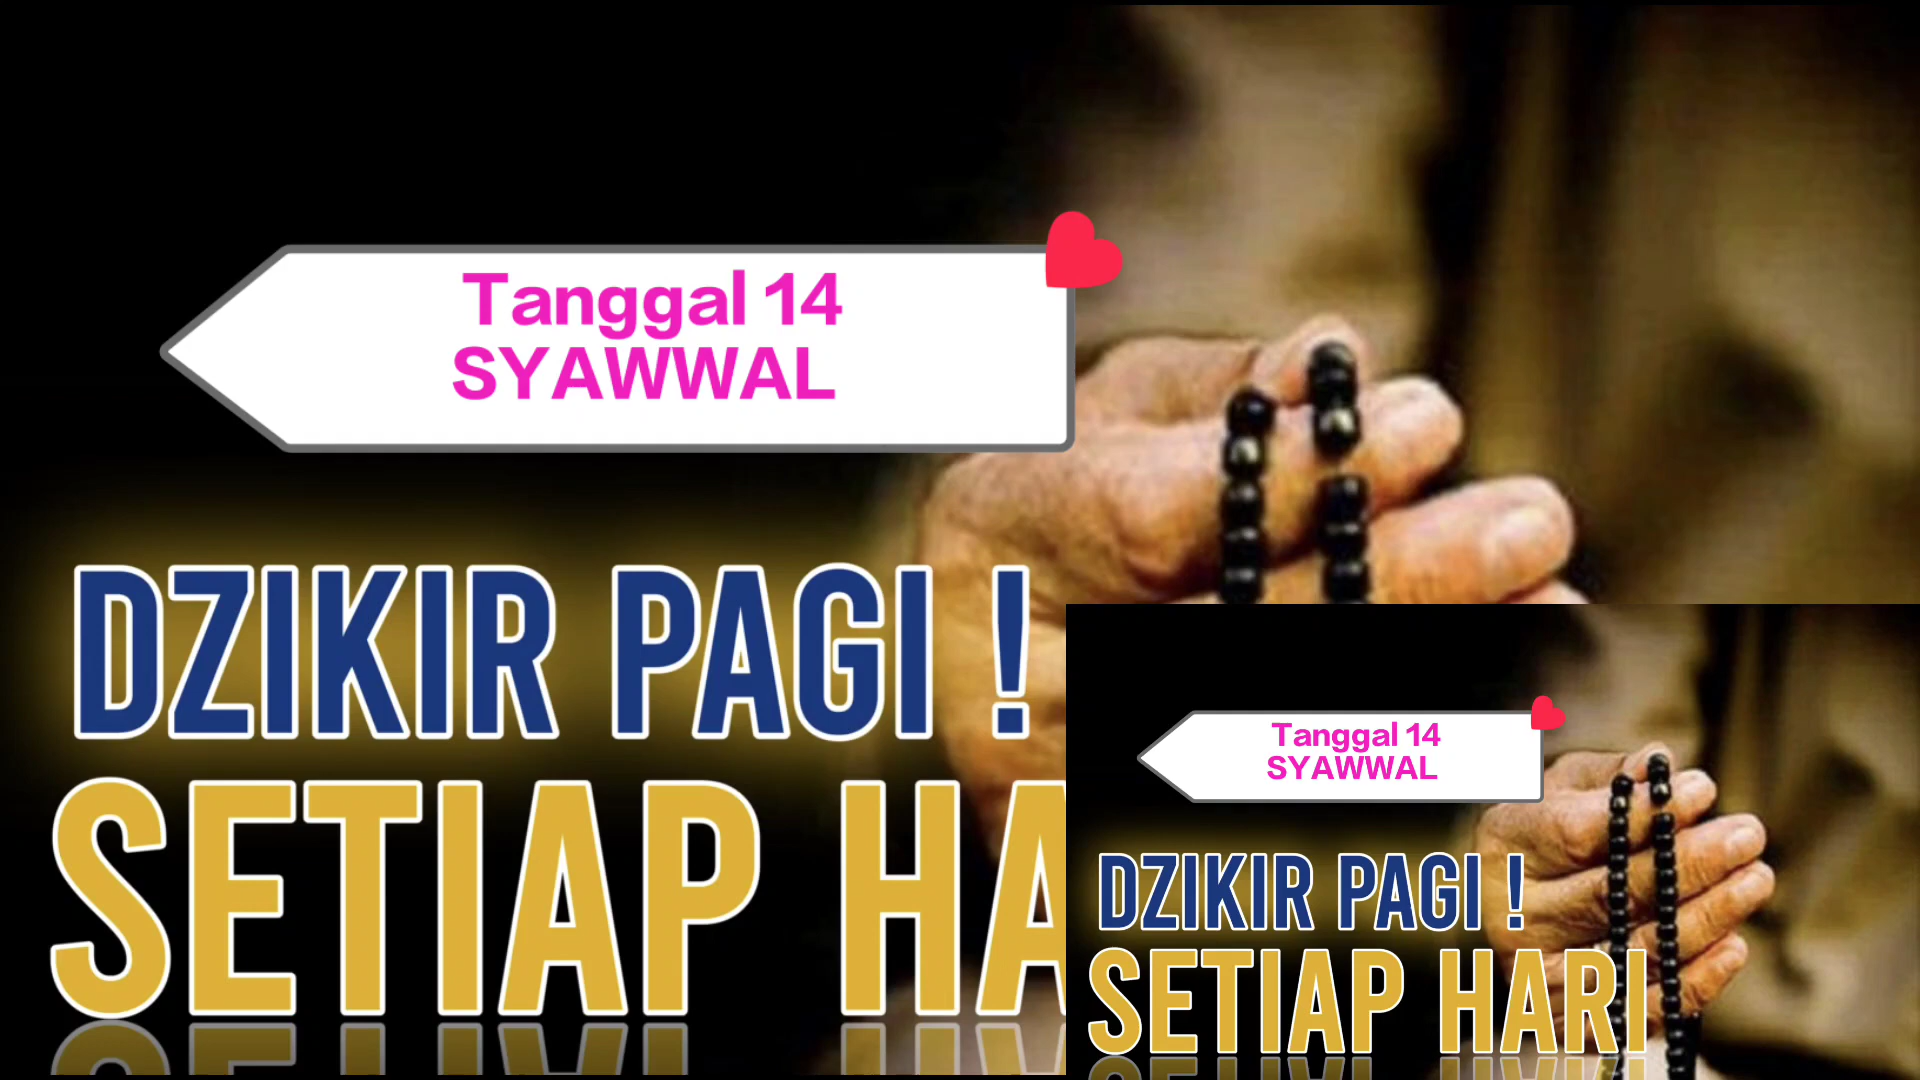 Tanggal 14
SYAWWAL
DZIKIR PAGI !
SETIAP HA
Tanggal 14
SYAWWAL
DZIKIR PAGI !
SETIAP HARI